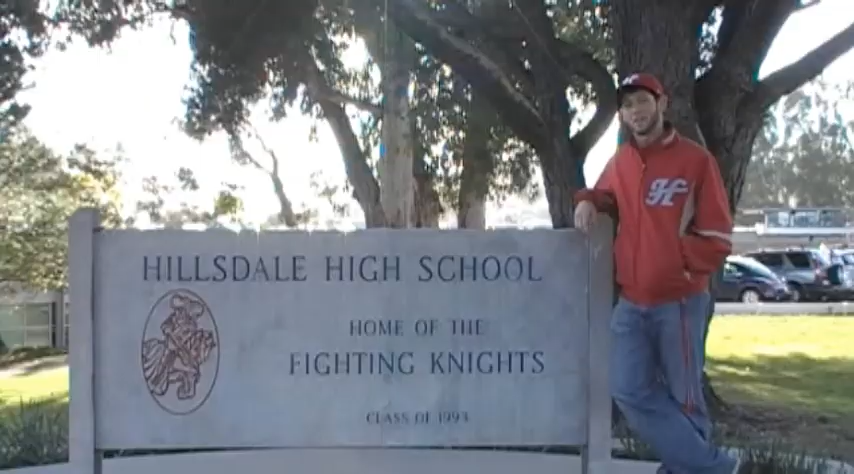 HILLSDALE HIGH SCHOOL
HOME OF THE
FIGHTING KNIGHTS
CLASS OF 1993
H